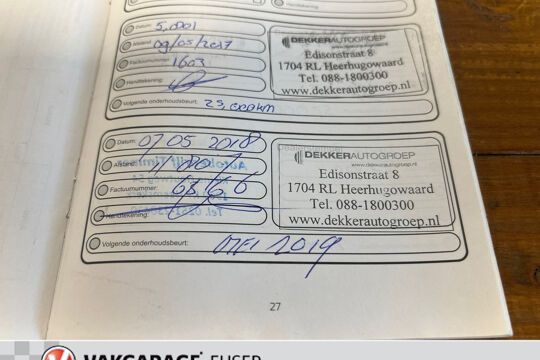 Handtekening:
Datum: 5,0001
Afstand: 09/05/2017
Factuurnummer: 1603
Handtekening:
Volgende onderhoudsbeurt: 25,000km
DEKKERAUTOGROEP
Edisonstraat 8
1704 RL Heerhugowaard
Tel. 088-1800300
www.dekkerautogroep.nl
Datum: 07 05 2018
Afstand:
Factuurnummer:
Handtekening:
Volgende onderhoudsbeurt: MEI 2019
DEKKERAUTOGROEP
Edisonstraat 8
1704 RL Heerhugowaard
Tel. 088-1800300
www.dekkerautogroep.nl
27
VAKGARAGE